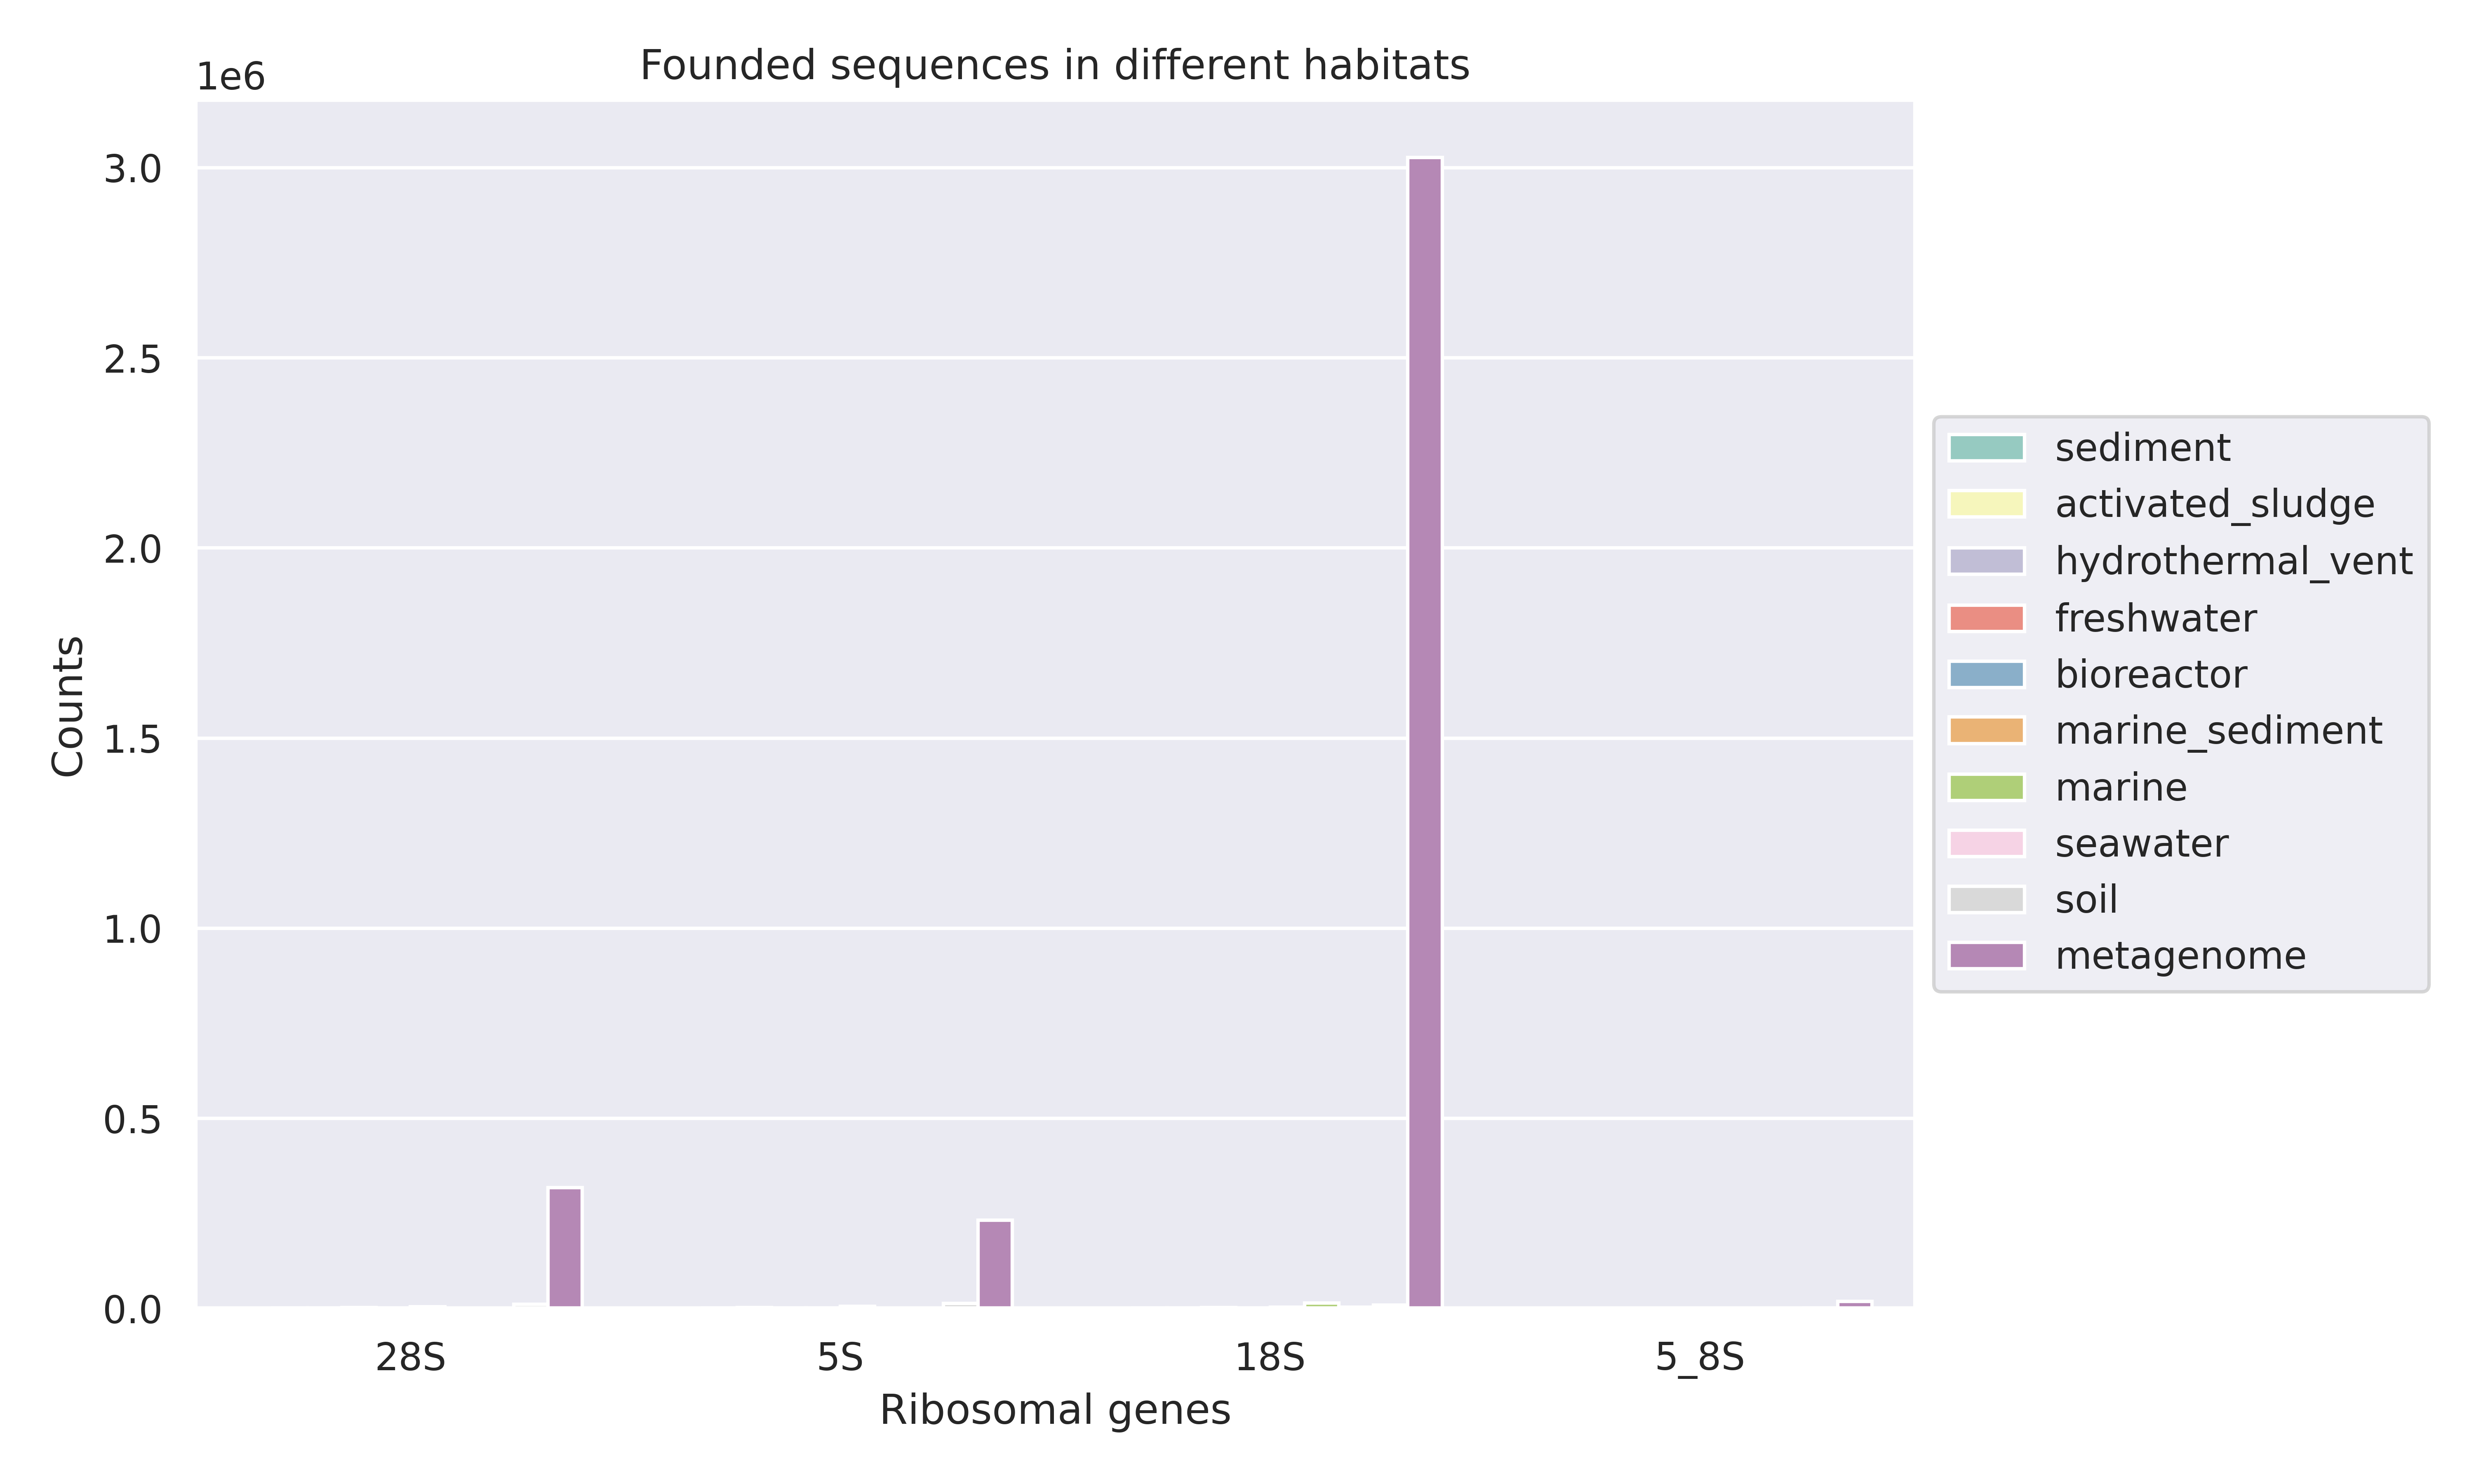 Founded sequences in different habitats
1e6
3.0
2.5
2.0
1.5
1.0
0.5
0.0
Counts
28S
5S
18S
5_8S
Ribosomal genes
sediment
activated_sludge
hydrothermal_vent
freshwater
bioreactor
marine_sediment
marine
seawater
soil
metagenome